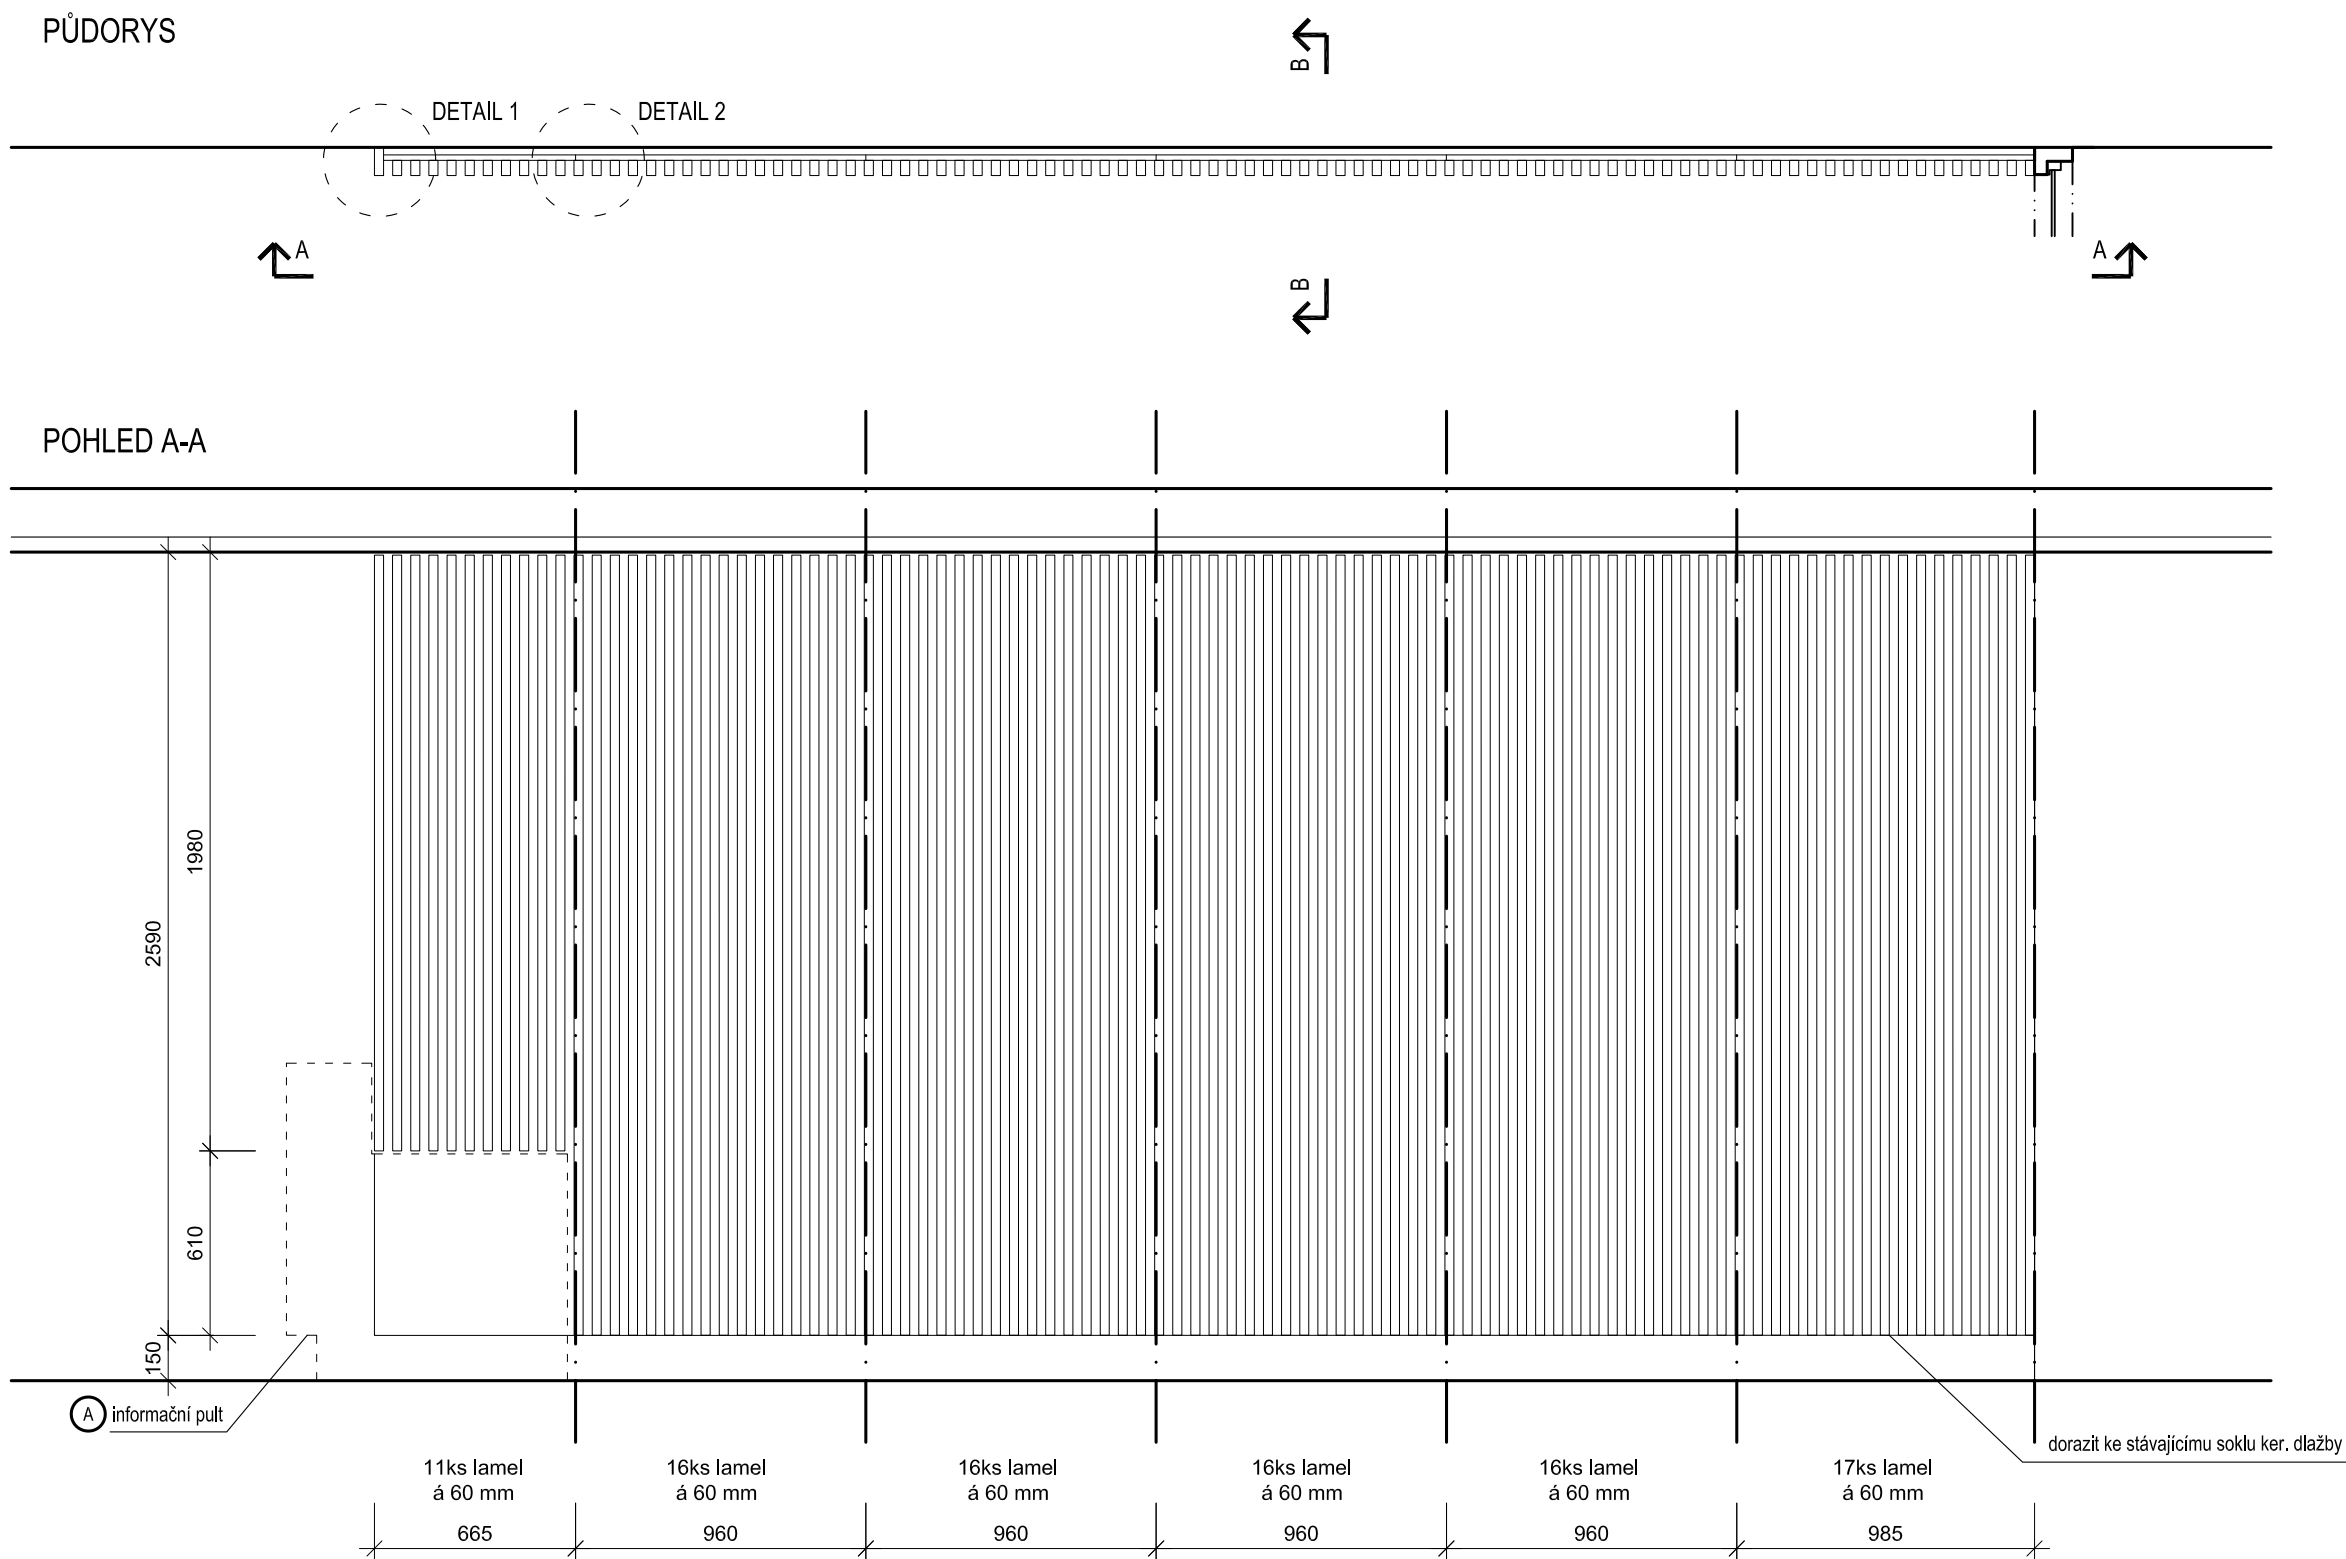 PŮDORYS
B
DETAIL 1
DETAIL 2
A
A
B
POHLED A-A
1980
2590
610
150
A informační pult
dorazit ke stávajícímu soklu ker. dlažby
11ks lamel
á 60 mm
16ks lamel
á 60 mm
16ks lamel
á 60 mm
16ks lamel
á 60 mm
16ks lamel
á 60 mm
17ks lamel
á 60 mm
665
960
960
960
960
985